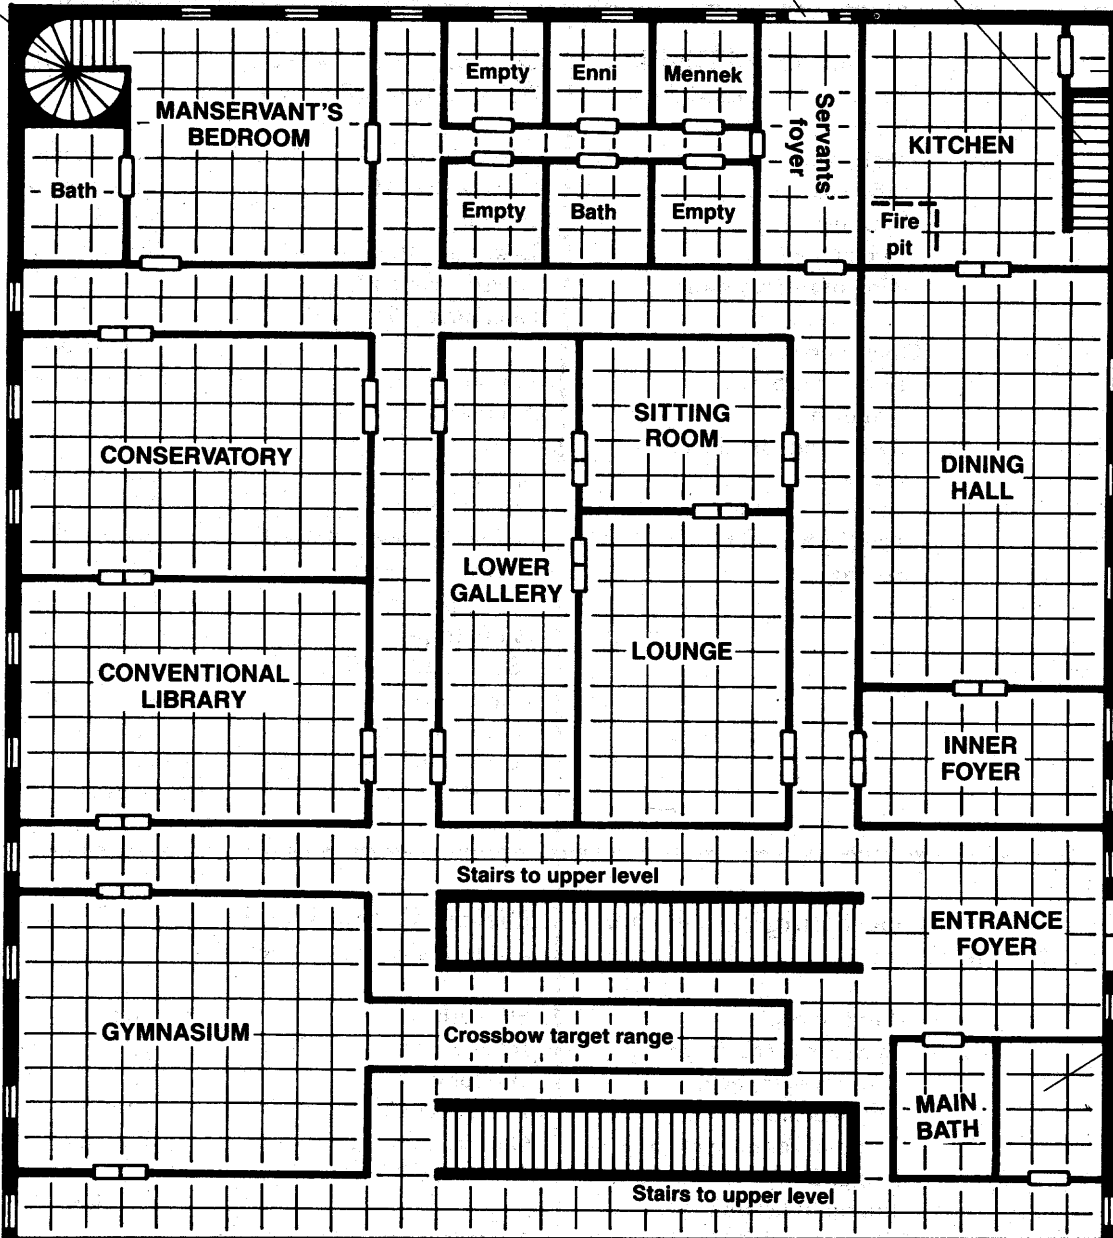 Empty
Enni
Mennek
MANSERVANT'S
BEDROOM
Servants'
foyer
KITCHEN
Bath
Empty
Bath
Empty
Fire
pit
SITTING
ROOM
CONSERVATORY
DINING
HALL
LOWER
GALLERY
LOUNGE
CONVENTIONAL
LIBRARY
INNER
FOYER
Stairs to upper level
ENTRANCE
FOYER
GYMNASIUM
Crossbow target range
MAIN
BATH
Stairs to upper level